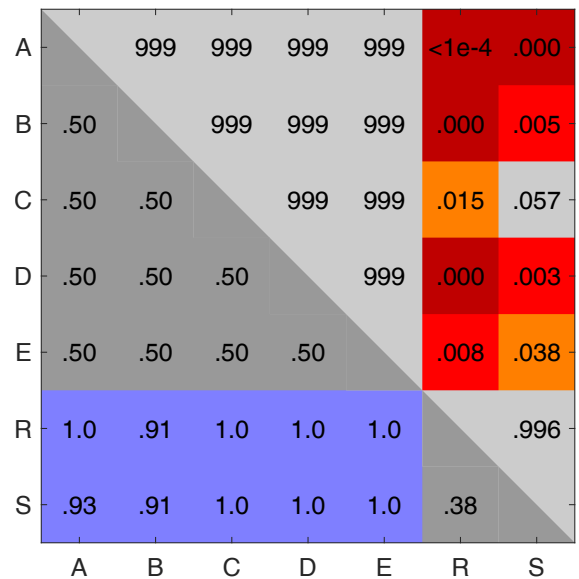 A 999 999 999 999 <1e-4 .000
B .50 999 999 999 .000 .005
C .50 .50 999 999 .015 .057
D .50 .50 .50 999 .000 .003
E .50 .50 .50 .50 .008 .038
R 1.0 .91 1.0 1.0 1.0 .996
S .93 .91 1.0 1.0 1.0 .38
A B C D E R S